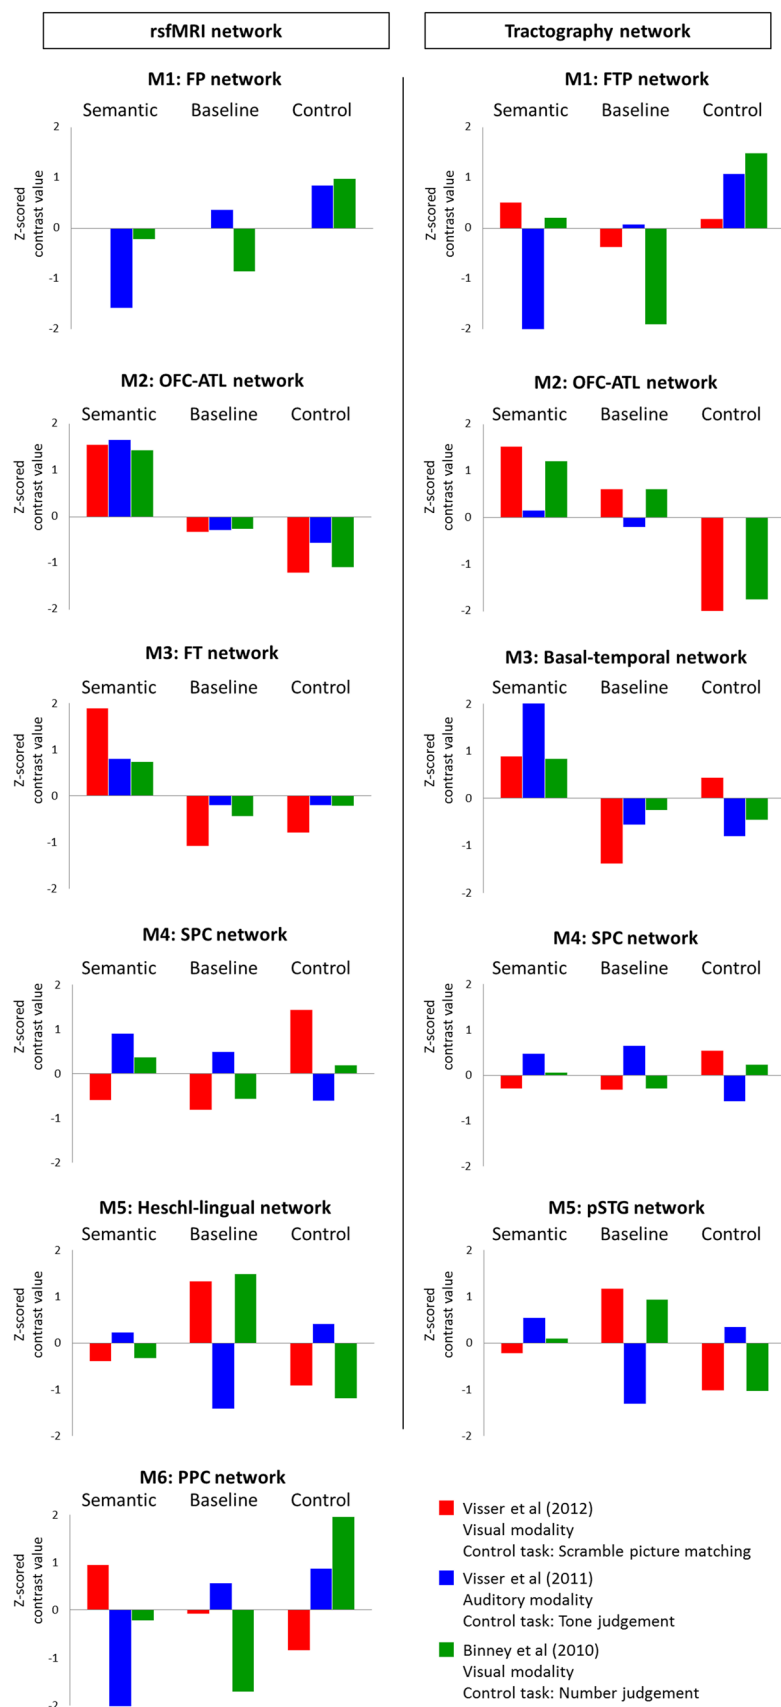 rsfMRI network
Tractography network
M1: FP network
Semantic Baseline Control
Z-scored
contrast value
2
1
0
-1
-2
M1: FTP network
Semantic Baseline Control
Z-scored
contrast value
2
1
0
-1
-2
M2: OFC-ATL network
Semantic Baseline Control
Z-scored
contrast value
2
1
0
-1
-2
M2: OFC-ATL network
Semantic Baseline Control
Z-scored
contrast value
2
1
0
-1
-2
M3: FT network
Semantic Baseline Control
Z-scored
contrast value
2
1
0
-1
-2
M3: Basal-temporal network
Semantic Baseline Control
Z-scored
contrast value
2
1
0
-1
-2
M4: SPC network
Semantic Baseline Control
Z-scored
contrast value
2
1
0
-1
-2
M4: SPC network
Semantic Baseline Control
Z-scored
contrast value
2
1
0
-1
-2
M5: Heschl-lingual network
Semantic Baseline Control
Z-scored
contrast value
2
1
0
-1
-2
M5: pSTG network
Semantic Baseline Control
Z-scored
contrast value
2
1
0
-1
-2
M6: PPC network
Semantic Baseline Control
Z-scored
contrast value
2
1
0
-1
-2
Visser et al (2012)
Visual modality
Control task: Scramble picture matching
Visser et al (2011)
Auditory modality
Control task: Tone judgement
Binney et al (2010)
Visual modality
Control task: Number judgement